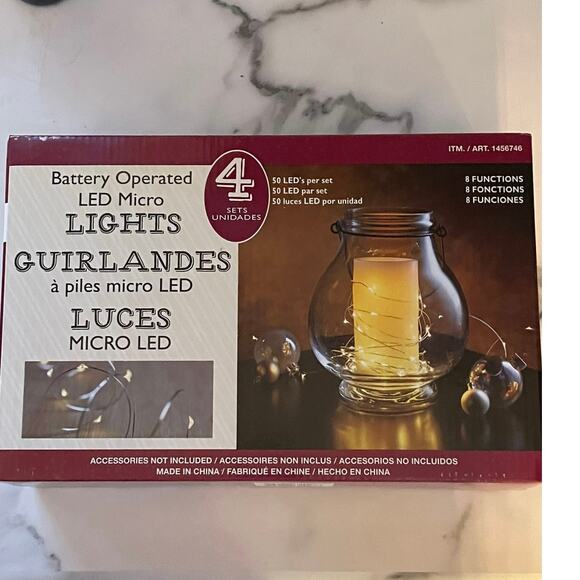 ITM. / ART. 1456746
Battery Operated
LED Micro
LIGHTS
GUIRLANDES
à piles micro LED
LUCES
MICRO LED
4
SETS
UNIDADES
50 LED's per set
50 LED par set
50 luces LED por unidad
8 FUNCTIONS
8 FONCTIONS
8 FUNCIONES
ACCESSORIES NOT INCLUDED / ACCESSOIRES NON INCLUS / ACCESORIOS NO INCLUIDOS
MADE IN CHINA / FABRIQUÉ EN CHINE / HECHO EN CHINA